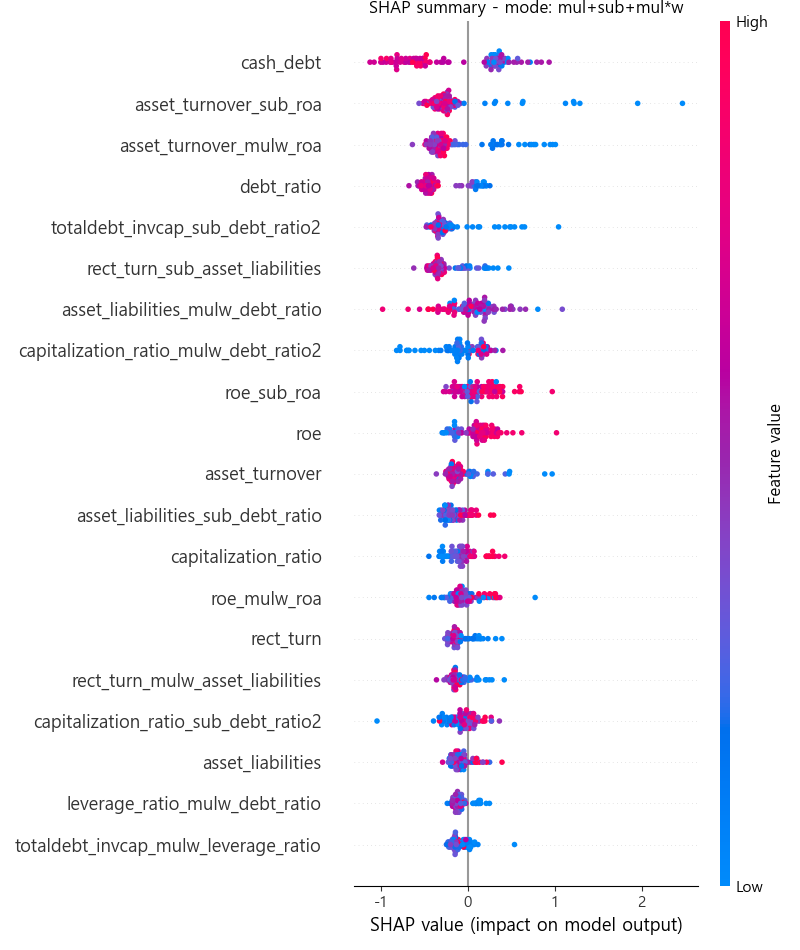 SHAP summary - mode: mul+sub+mul*w
High
cash_debt
asset_turnover_sub_roa
asset_turnover_mulw_roa
debt_ratio
totaldebt_invcap_sub_debt_ratio2
rect_turn_sub_asset_liabilities
asset_liabilities_mulw_debt_ratio
capitalization_ratio_mulw_debt_ratio2
roe_sub_roa
roe
asset_turnover
asset_liabilities_sub_debt_ratio
capitalization_ratio
roe_mulw_roa
rect_turn
rect_turn_mulw_asset_liabilities
capitalization_ratio_sub_debt_ratio2
asset_liabilities
leverage_ratio_mulw_debt_ratio
totaldebt_invcap_mulw_leverage_ratio
Feature value
Low
-1 0 1 2
SHAP value (impact on model output)